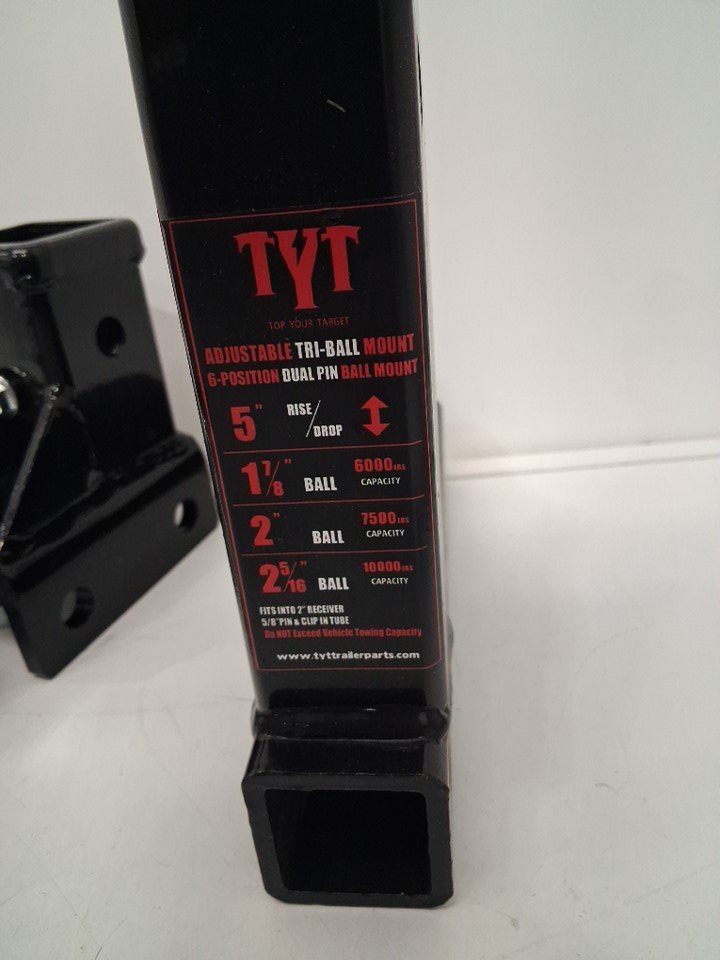 TYT
TOP YOUR TARGET
ADJUSTABLE TRI-BALL MOUNT
6-POSITION DUAL PIN BALL MOUNT
5" RISE/DROP
1 7/8" BALL 6000LBS CAPACITY
2" BALL 7500LBS CAPACITY
2 5/16" BALL 10000LBS CAPACITY
FITS INTO 2" RECEIVER
5/8"PIN & CLIP IN TUBE
Do NOT Exceed Vehicle Towing Capacity
www.tyttrailerparts.com